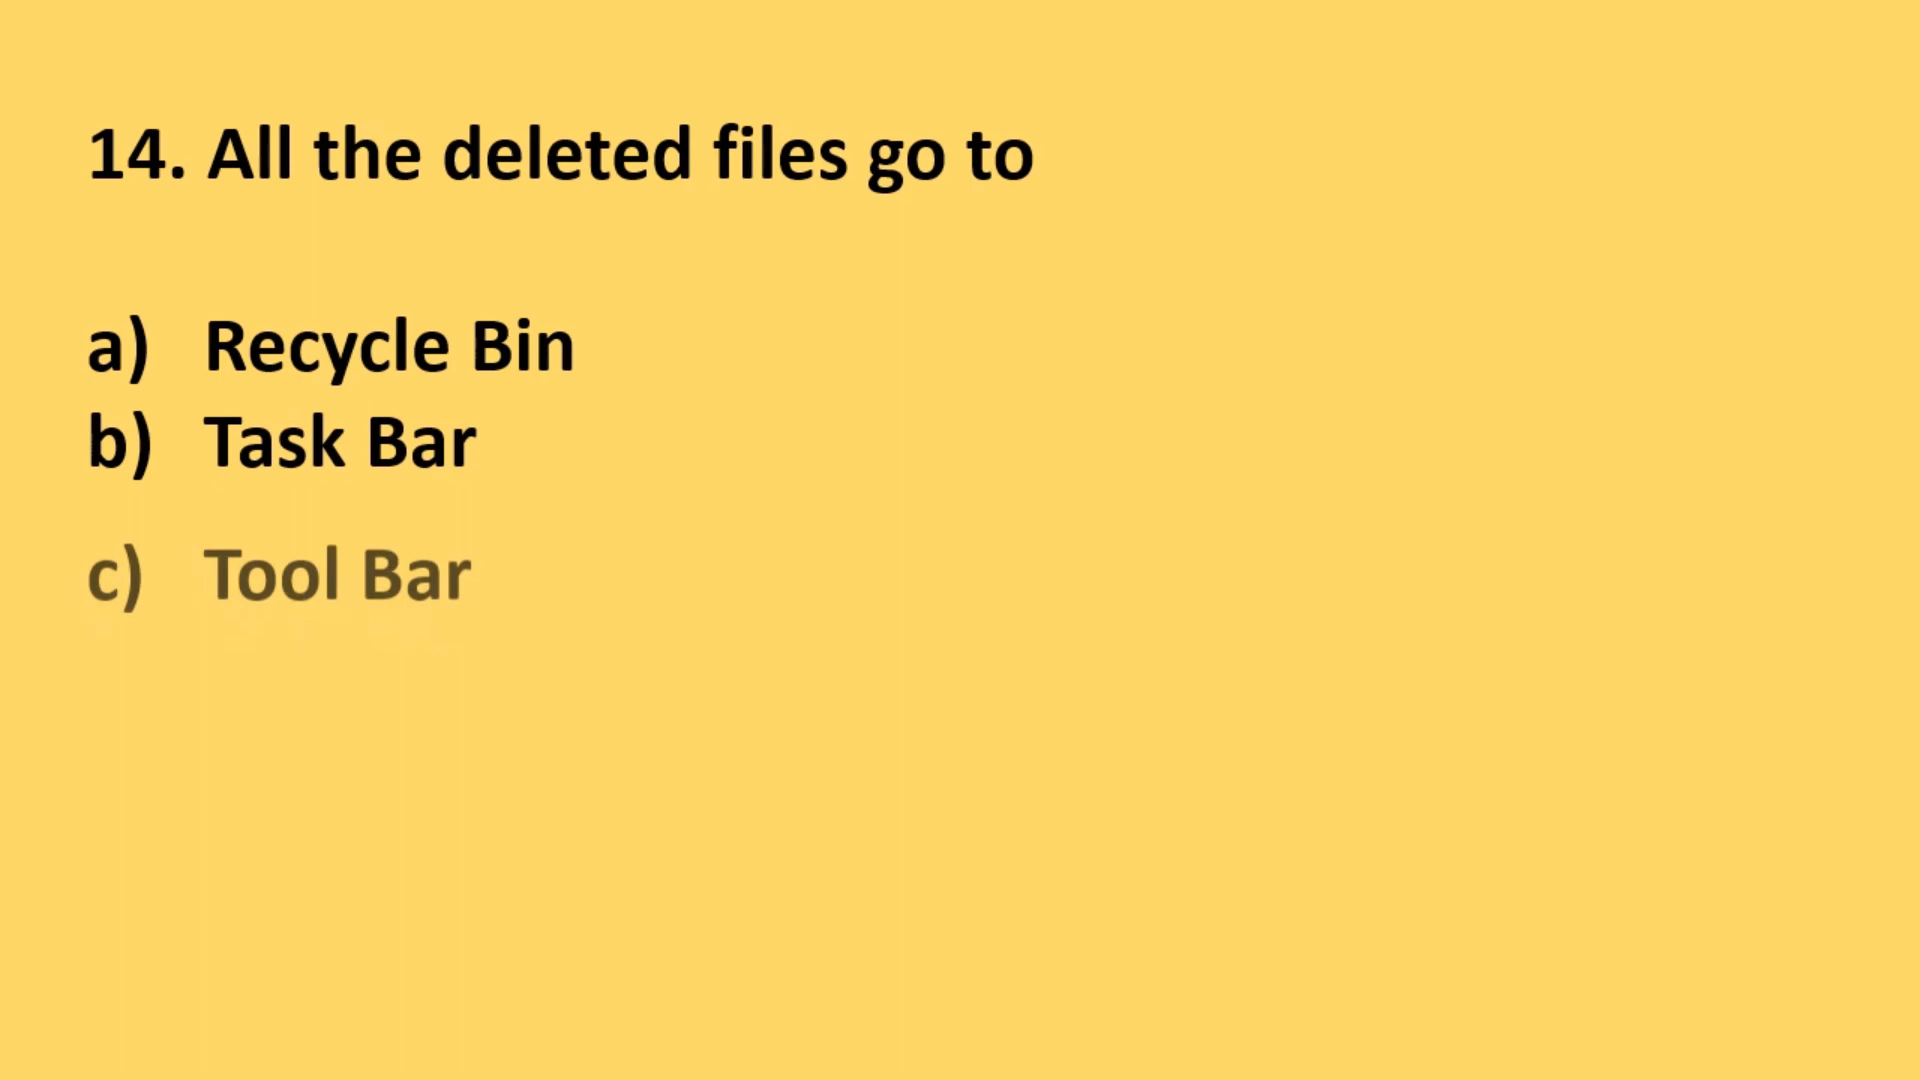 14. All the deleted files go to
a) Recycle Bin
b) Task Bar
c) Tool Bar